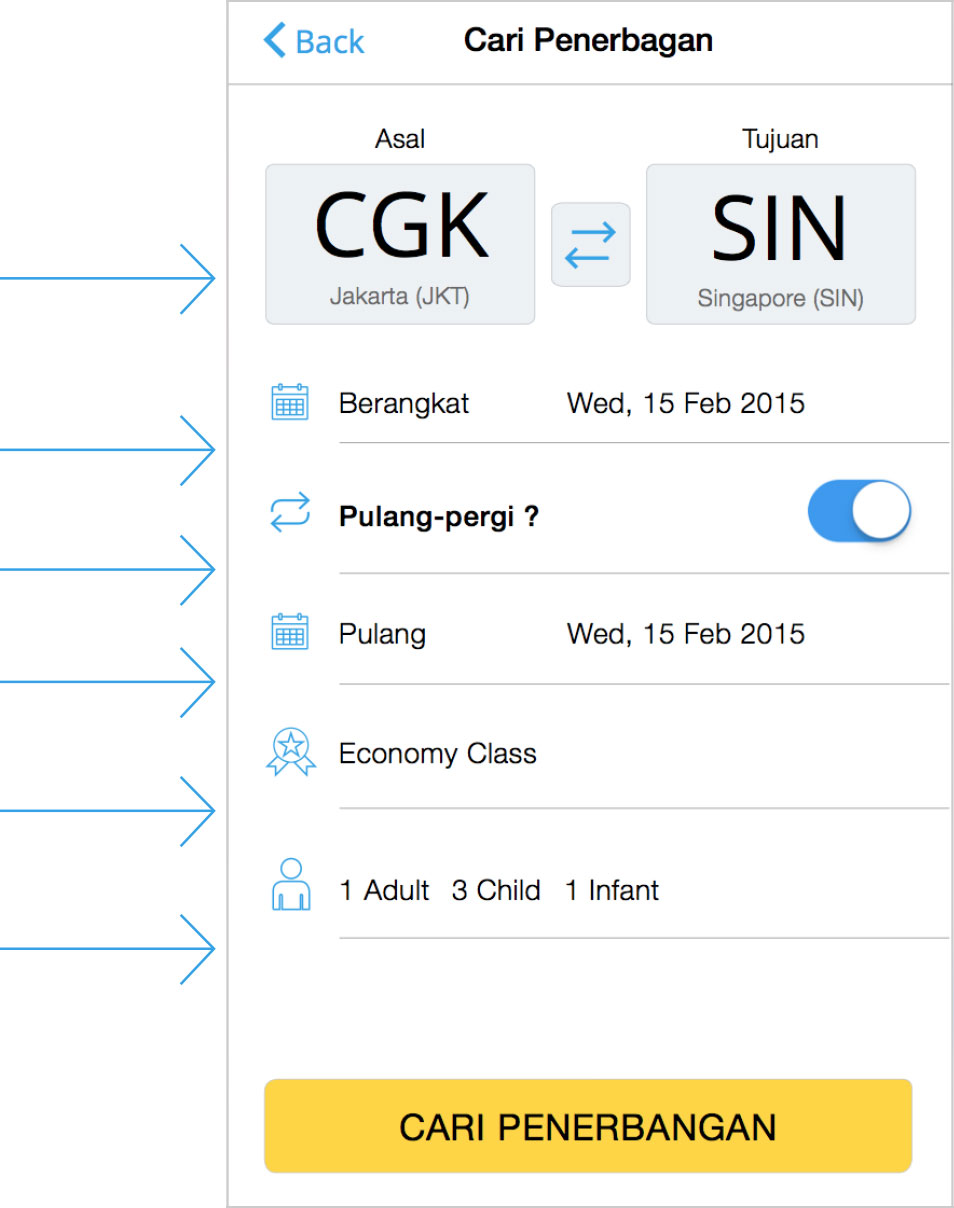 Back Cari Penerbagan
Asal Tujuan
CGK SIN
Jakarta (JKT) Singapore (SIN)
Berangkat Wed, 15 Feb 2015
Pulang-pergi ?
Pulang Wed, 15 Feb 2015
Economy Class
1 Adult 3 Child 1 Infant
CARI PENERBANGAN